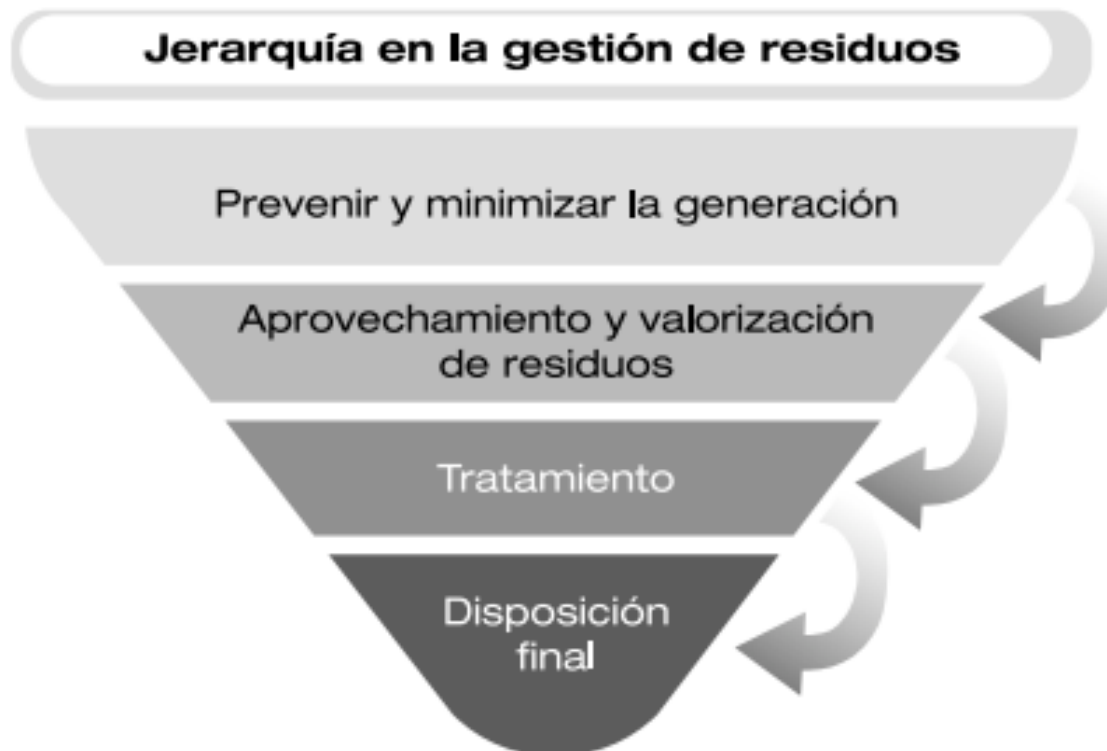 Jerarquía en la gestión de residuos
Prevenir y minimizar la generación
Aprovechamiento y valorización
de residuos
Tratamiento
Disposición
final